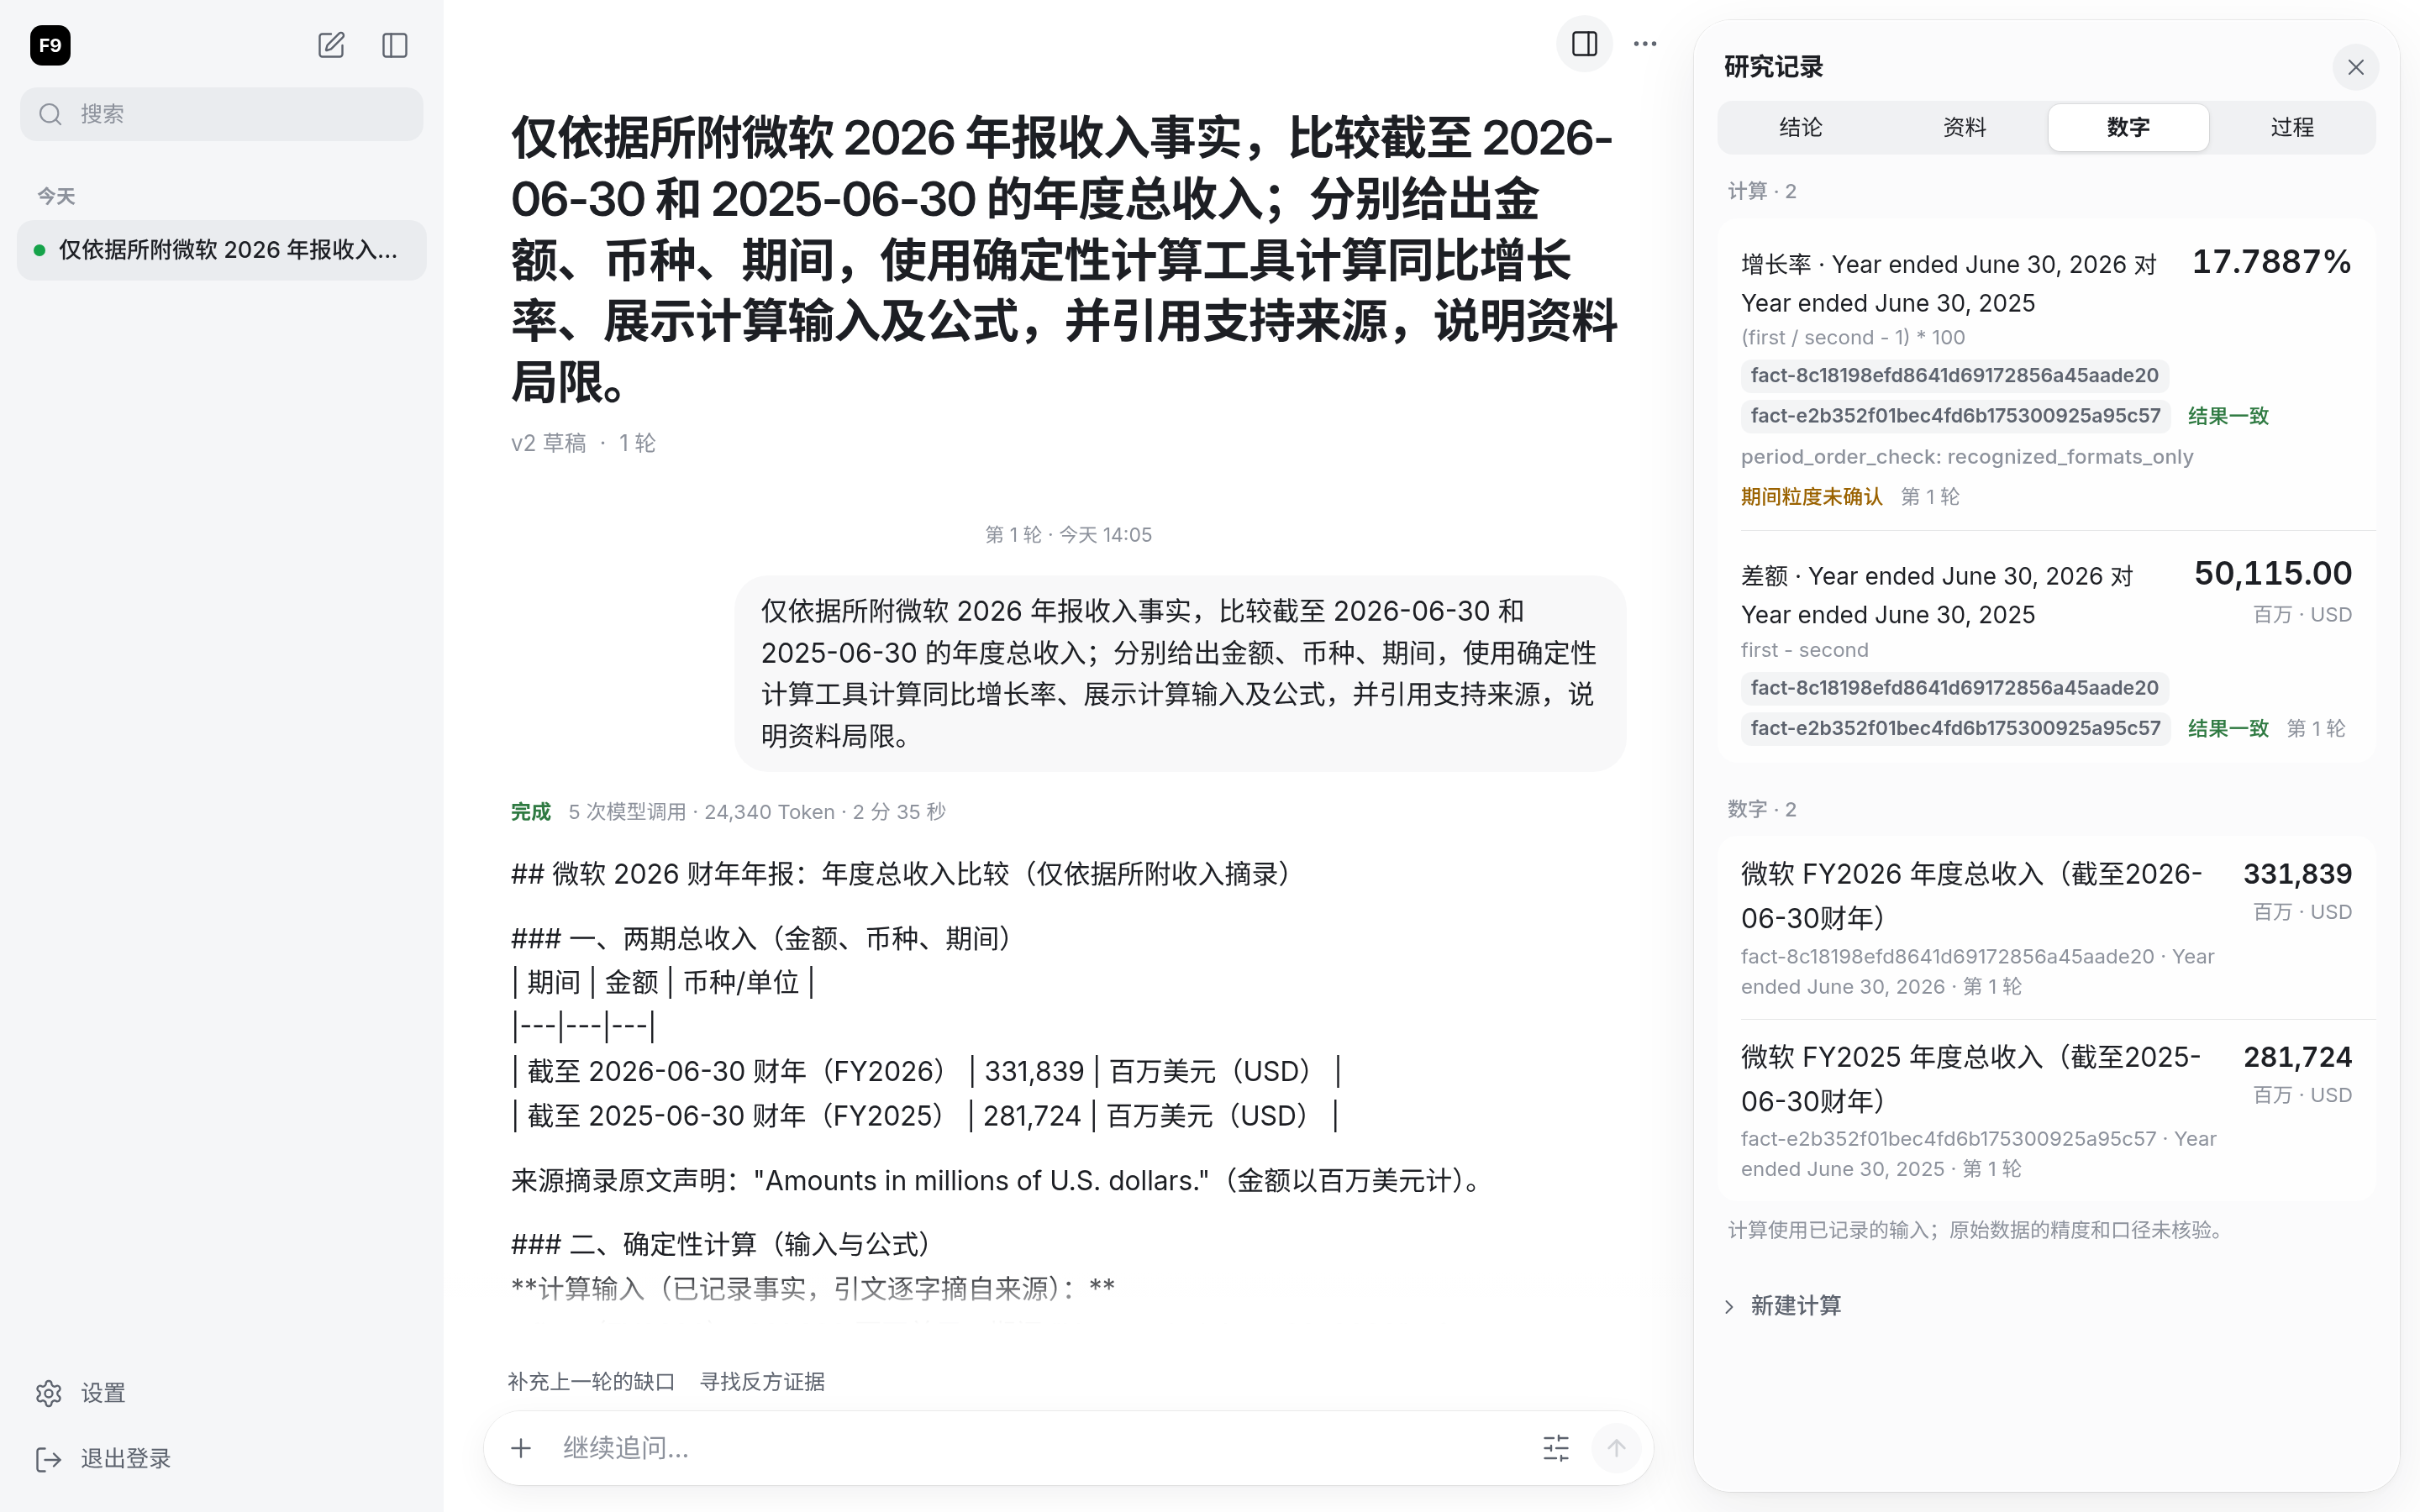 F9
搜索
今天
仅依据所附微软 2026 年报收入...
设置
退出登录
仅依据所附微软 2026 年报收入事实，比较截至 2026-
06-30 和 2025-06-30 的年度总收入；分别给出金
额、币种、期间，使用确定性计算工具计算同比增长
率、展示计算输入及公式，并引用支持来源，说明资料
局限。
v2 草稿 · 1 轮
第 1 轮 · 今天 14:05
仅依据所附微软 2026 年报收入事实，比较截至 2026-06-30 和
2025-06-30 的年度总收入；分别给出金额、币种、期间，使用确定性
计算工具计算同比增长率、展示计算输入及公式，并引用支持来源，说
明资料局限。
完成 5 次模型调用 · 24,340 Token · 2 分 35 秒
## 微软 2026 财年年报：年度总收入比较（仅依据所附收入摘录）
### 一、两期总收入（金额、币种、期间）
| 期间 | 金额 | 币种/单位 |
|---|---|---|
| 截至 2026-06-30 财年（FY2026） | 331,839 | 百万美元（USD） |
| 截至 2025-06-30 财年（FY2025） | 281,724 | 百万美元（USD） |
来源摘录原文声明："Amounts in millions of U.S. dollars."（金额以百万美元计）。
### 二、确定性计算（输入与公式）
**计算输入（已记录事实，引文逐字摘自来源）：**
补充上一轮的缺口 寻找反方证据
继续追问...
研究记录
结论 资料 数字 过程
计算 · 2
增长率 · Year ended June 30, 2026 对 17.7887%
Year ended June 30, 2025
(first / second - 1) * 100
fact-8c18198efd8641d69172856a45aade20
fact-e2b352f01bec4fd6b175300925a95c57 结果一致
period_order_check: recognized_formats_only
期间粒度未确认 第 1 轮
差额 · Year ended June 30, 2026 对 50,115.00
Year ended June 30, 2025 百万 · USD
first - second
fact-8c18198efd8641d69172856a45aade20
fact-e2b352f01bec4fd6b175300925a95c57 结果一致 第 1 轮
数字 · 2
微软 FY2026 年度总收入（截至2026- 331,839
06-30财年） 百万 · USD
fact-8c18198efd8641d69172856a45aade20 · Year
ended June 30, 2026 · 第 1 轮
微软 FY2025 年度总收入（截至2025- 281,724
06-30财年） 百万 · USD
fact-e2b352f01bec4fd6b175300925a95c57 · Year
ended June 30, 2025 · 第 1 轮
计算使用已记录的输入；原始数据的精度和口径未核验。
新建计算